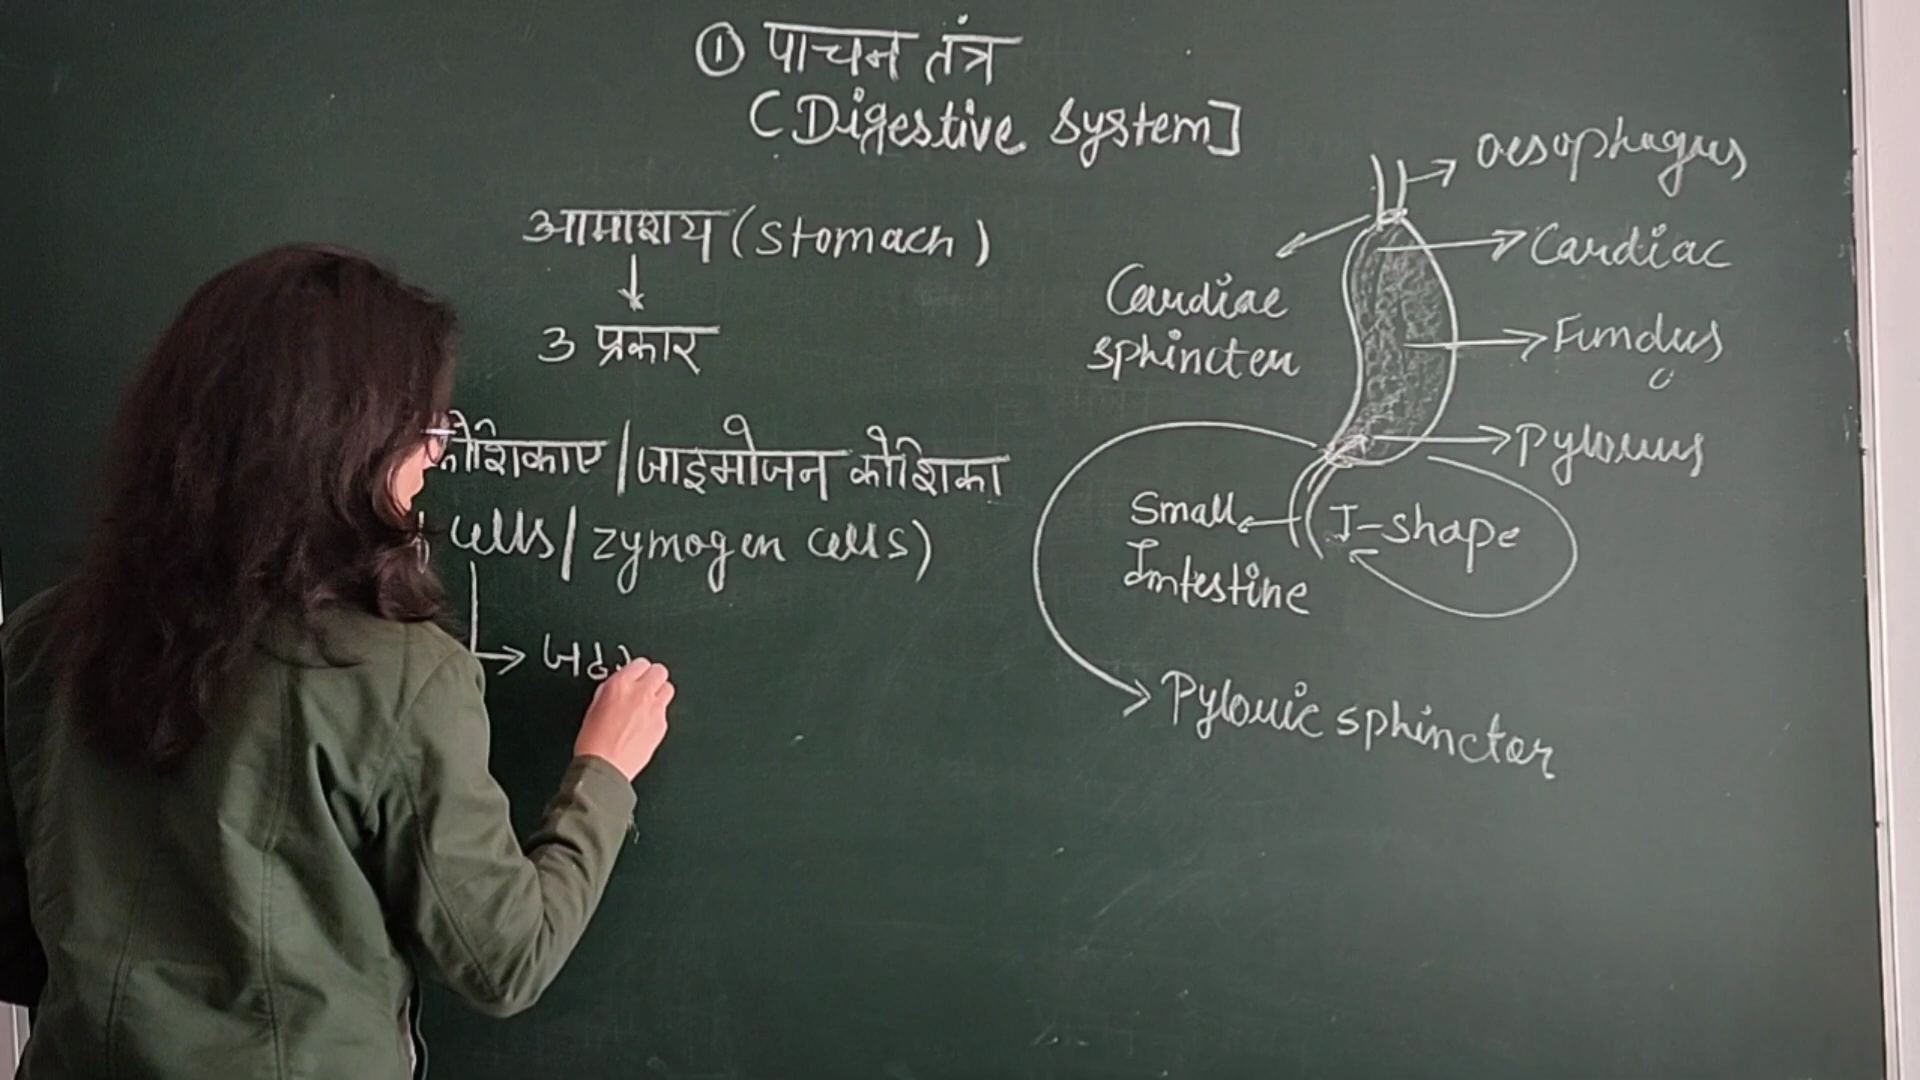 ① पाचन तंत्र
(Digestive System]
आमाशय (Stomach)
3 प्रकार
कोशिकाए / जाइमोजन कोशिका
cells / zymogen cells)
Oesophagus
Cardiac
Cardiac
sphincter
Fundus
Pylorus
Small
Intestine
J-shape
Pyloric sphincter